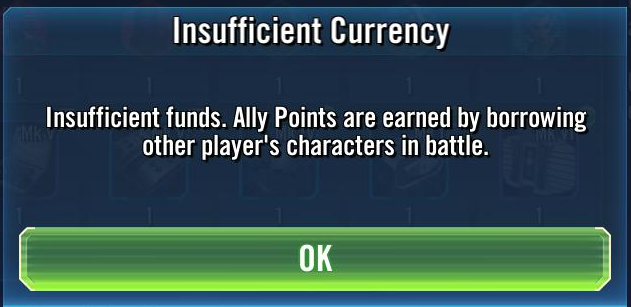 Insufficient Currency
Insufficient funds. Ally Points are earned by borrowing
other player's characters in battle.
OK